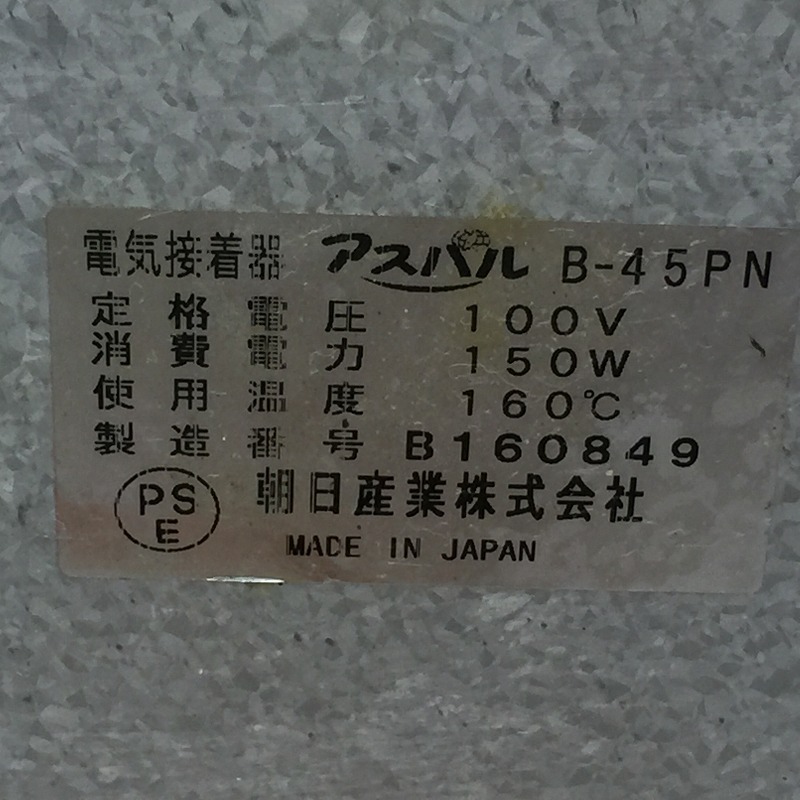 電気接着器 アスパル B-45PN
定格電圧 100V
消費電力 150W
使用温度 160℃
製造番号 B160849
PSE 朝日産業株式会社
MADE IN JAPAN